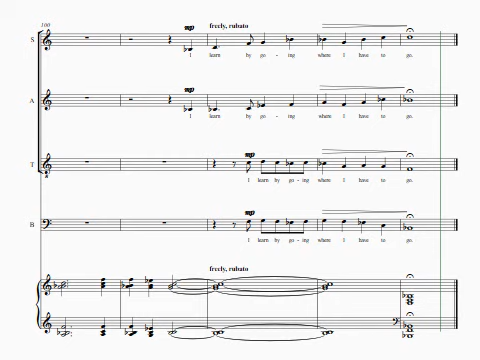 100
freely, rubato
S
mp
I learn by go - ing where I have to go.
A
mp
I learn by go - ing where I have to go.
T
mp
I learn by go - ing where I have to go.
B
mp
I learn by go - ing where I have to go.
freely, rubato